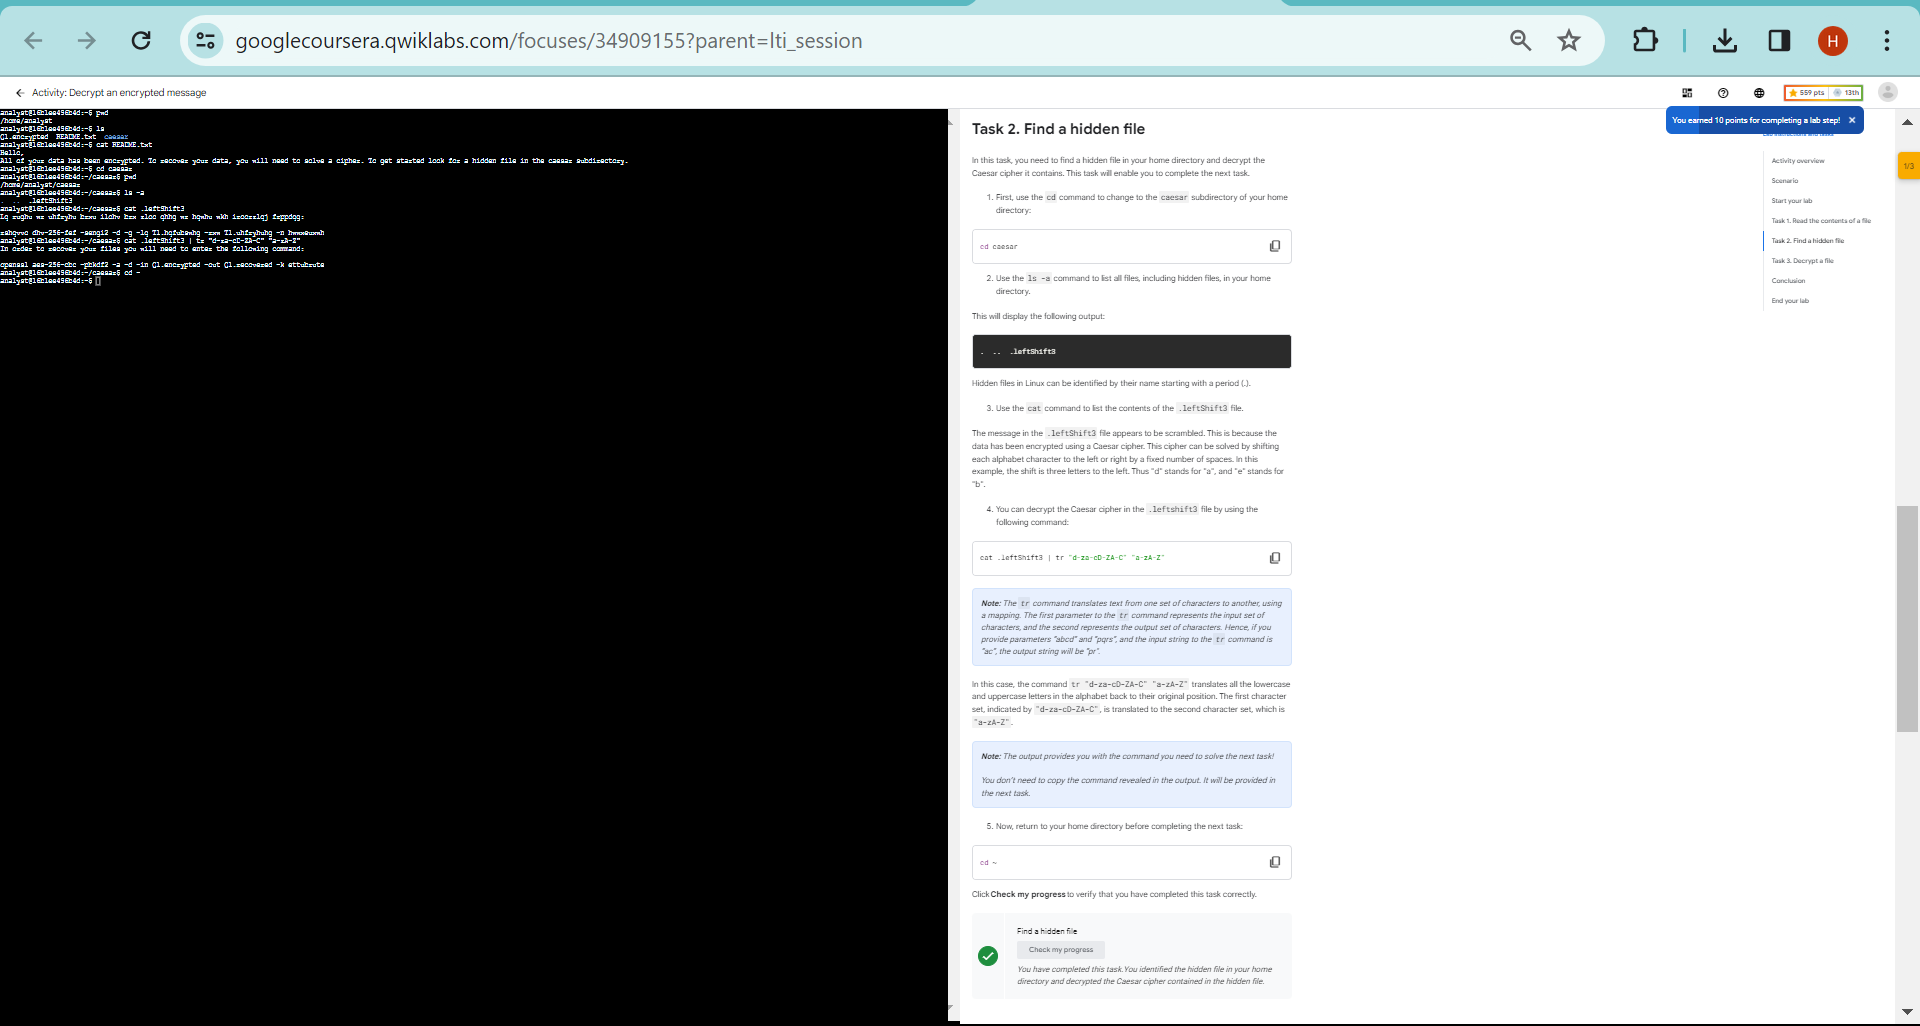 googlecoursera.qwiklabs.com/focuses/34909155?parent=lti_session
H
Activity: Decrypt an encrypted message
559 pts
13th
You earned 10 points for completing a lab step!
analyst@16b1ee456b4d:~$ pwd
/home/analyst
analyst@16b1ee456b4d:~$ ls
Q1.encrypted README.txt caesar
analyst@16b1ee456b4d:~$ cat README.txt
Hello,
All of your data has been encrypted. To recover your data, you will need to solve a cipher. To get started look for a hidden file in the caesar subdirectory.
analyst@16b1ee456b4d:~$ cd caesar
analyst@16b1ee456b4d:~/caesar$ pwd
/home/analyst/caesar
analyst@16b1ee456b4d:~/caesar$ ls -a
. .. .leftShift3
analyst@16b1ee456b4d:~/caesar$ cat .leftShift3
Lq rughu wr uhfryhu brxu ilohv brx zloo qhhg wr hqwhu wkh iroorzlqj frppdqg:
rshqvvo dhv-256-fef -sengi2 -d -g -lq T1.hqfubswhg -rxw T1.uhfryhuhg -n hwwxeuxwh
analyst@16b1ee456b4d:~/caesar$ cat .leftShift3 | tr "d-za-cD-ZA-C" "a-zA-Z"
In order to recover your files you will need to enter the following command:
openssl aes-256-cbc -pbkdf2 -a -d -in Q1.encrypted -out Q1.recovered -k ettubrute
analyst@16b1ee456b4d:~/caesar$ cd ~
analyst@16b1ee456b4d:~$
Task 2. Find a hidden file
In this task, you need to find a hidden file in your home directory and decrypt the
Caesar cipher it contains. This task will enable you to complete the next task.
1. First, use the cd command to change to the caesar subdirectory of your home
directory:
cd caesar
2. Use the ls -a command to list all files, including hidden files, in your home
directory.
This will display the following output:
. .. .leftShift3
Hidden files in Linux can be identified by their name starting with a period (.).
3. Use the cat command to list the contents of the .leftShift3 file.
The message in the .leftShift3 file appears to be scrambled. This is because the
data has been encrypted using a Caesar cipher. This cipher can be solved by shifting
each alphabet character to the left or right by a fixed number of spaces. In this
example, the shift is three letters to the left. Thus "d" stands for "a", and "e" stands for
"b".
4. You can decrypt the Caesar cipher in the .leftshift3 file by using the
following command:
cat .leftShift3 | tr "d-za-cD-ZA-C" "a-zA-Z"
Note: The tr command translates text from one set of characters to another, using
a mapping. The first parameter to the tr command represents the input set of
characters, and the second represents the output set of characters. Hence, if you
provide parameters "abcd" and "pqrs", and the input string to the tr command is
"ac", the output string will be "pr".
In this case, the command tr "d-za-cD-ZA-C" "a-zA-Z" translates all the lowercase
and uppercase letters in the alphabet back to their original position. The first character
set, indicated by "d-za-cD-ZA-C", is translated to the second character set, which is
"a-zA-Z".
Note: The output provides you with the command you need to solve the next task!
You don't need to copy the command revealed in the output. It will be provided in
the next task.
5. Now, return to your home directory before completing the next task:
cd ~
Click Check my progress to verify that you have completed this task correctly.
Find a hidden file
Check my progress
You have completed this task.You identified the hidden file in your home
directory and decrypted the Caesar cipher contained in the hidden file.
Activity overview
Scenario
Start your lab
Task 1. Read the contents of a file
Task 2. Find a hidden file
Task 3. Decrypt a file
Conclusion
End your lab
1/3